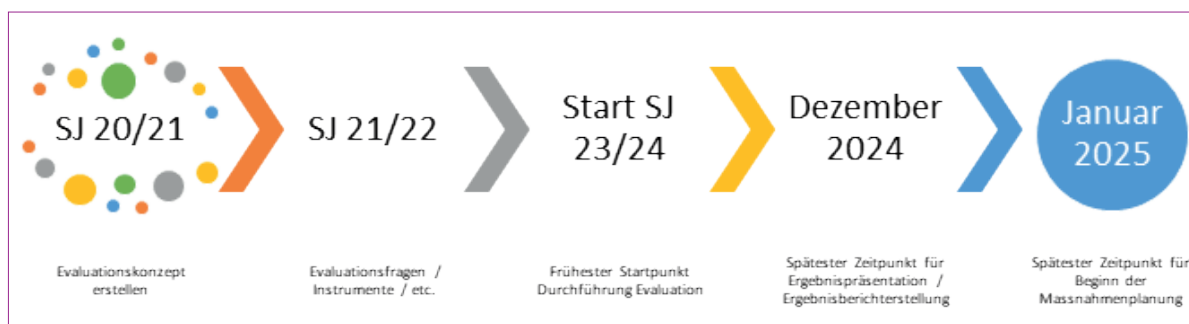 SJ 20/21
SJ 21/22
Start SJ
23/24
Dezember
2024
Januar
2025
Evaluationskonzept
erstellen
Evaluationsfragen /
Instrumente / etc.
Frühester Startpunkt
Durchführung Evaluation
Spätester Zeitpunkt für
Ergebnispräsentation /
Ergebnisberichterstellung
Spätester Zeitpunkt für
Beginn der
Massnahmenplanung